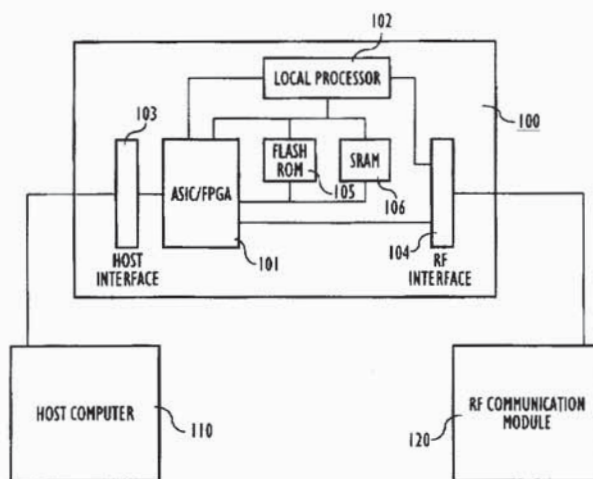 102
LOCAL PROCESSOR
103
100
FLASH
ROM
SRAM
105
106
ASIC/FPGA
101
104
HOST
INTERFACE
RF
INTERFACE
HOST COMPUTER
110
RF COMMUNICATION
MODULE
120